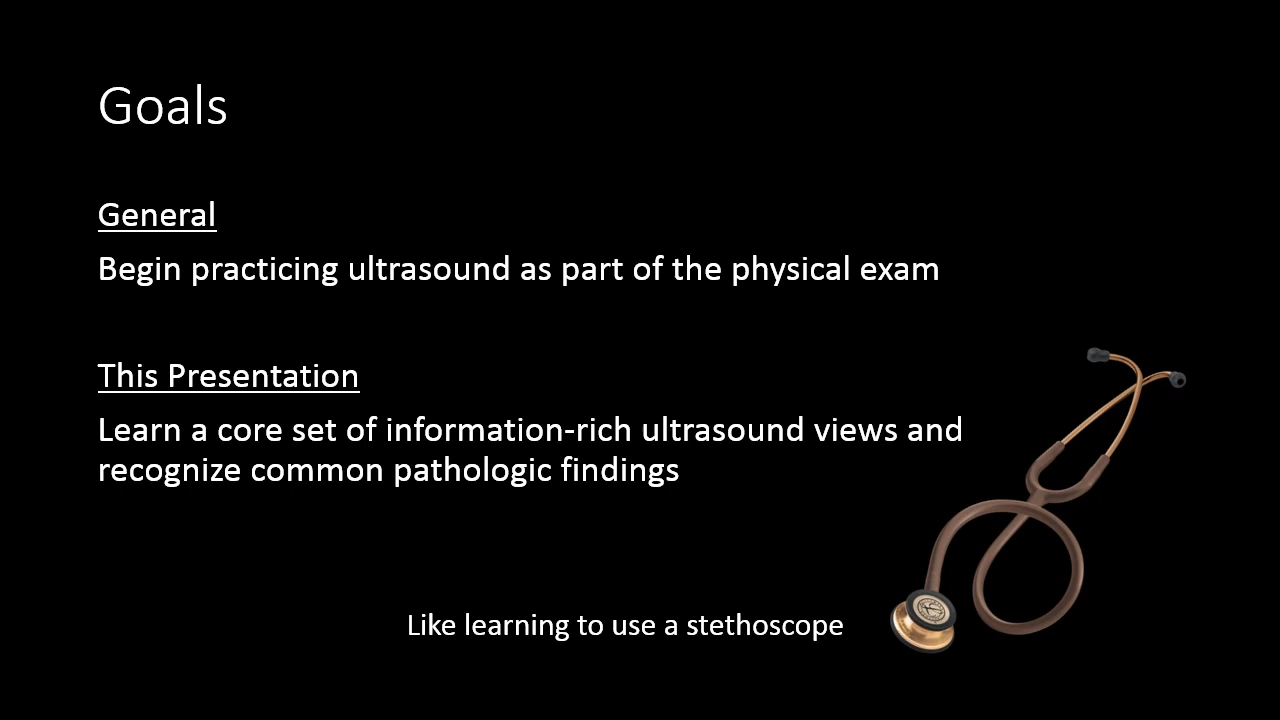 Goals
General
Begin practicing ultrasound as part of the physical exam
This Presentation
Learn a core set of information-rich ultrasound views and
recognize common pathologic findings
Like learning to use a stethoscope